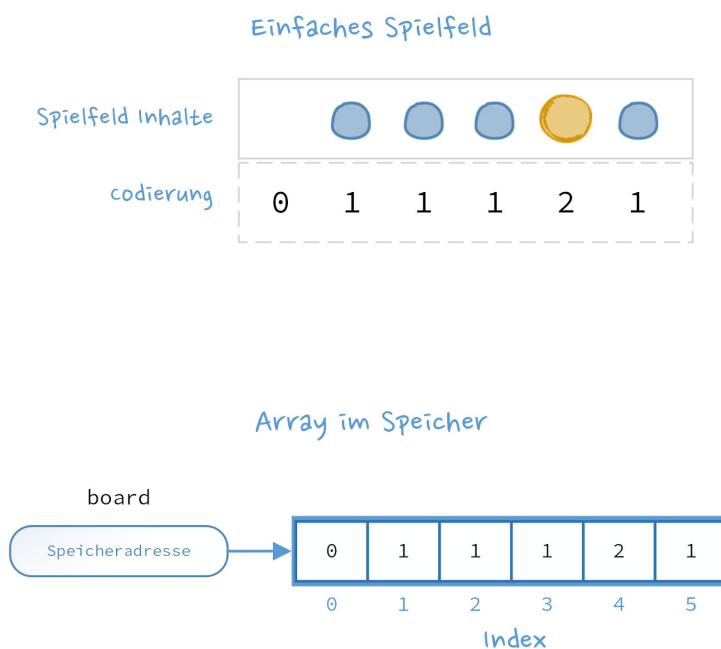 Einfaches Spielfeld
Spielfeld Inhalte
codierung
0 1 1 1 2 1
Array im Speicher
board
Speicheradresse
0 1 1 1 2 1
0 1 2 3 4 5
Index